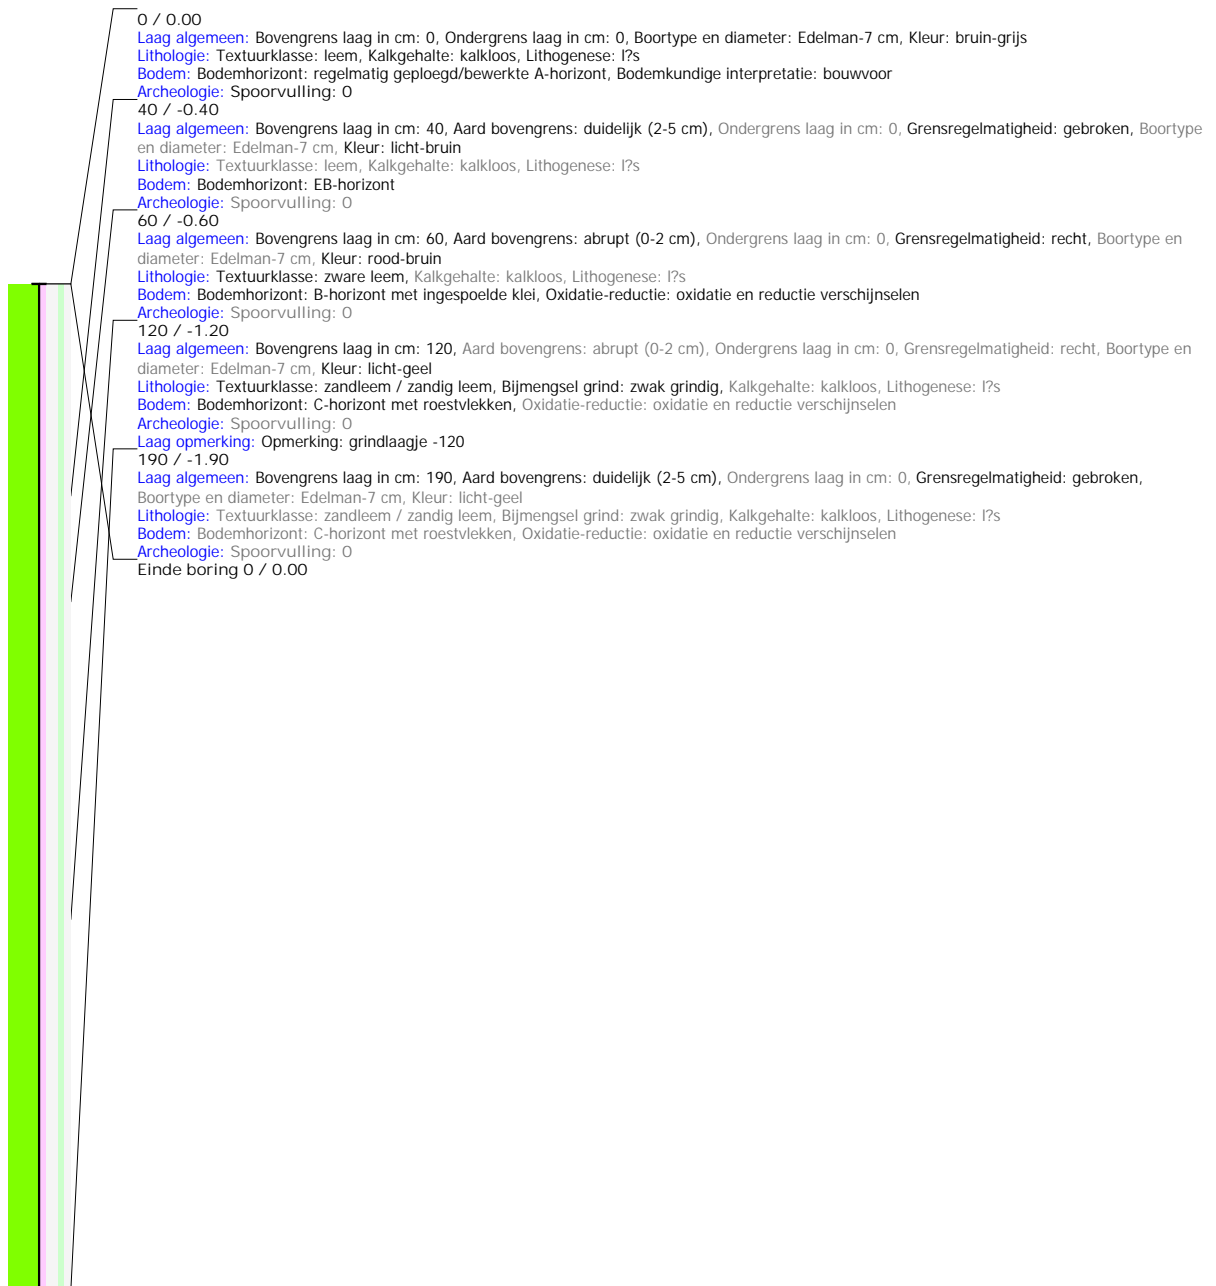 0 / 0.00
Laag algemeen: Bovengrens laag in cm: 0, Ondergrens laag in cm: 0, Boortype en diameter: Edelman-7 cm, Kleur: bruin-grijs
Lithologie: Textuurklasse: leem, Kalkgehalte: kalkloos, Lithogenese: l?s
Bodem: Bodemhorizont: regelmatig geploegd/bewerkte A-horizont, Bodemkundige interpretatie: bouwvoor
Archeologie: Spoorvulling: 0
40 / -0.40
Laag algemeen: Bovengrens laag in cm: 40, Aard bovengrens: duidelijk (2-5 cm), Ondergrens laag in cm: 0, Grensregelmatigheid: gebroken, Boortype
en diameter: Edelman-7 cm, Kleur: licht-bruin
Lithologie: Textuurklasse: leem, Kalkgehalte: kalkloos, Lithogenese: l?s
Bodem: Bodemhorizont: EB-horizont
Archeologie: Spoorvulling: 0
60 / -0.60
Laag algemeen: Bovengrens laag in cm: 60, Aard bovengrens: abrupt (0-2 cm), Ondergrens laag in cm: 0, Grensregelmatigheid: recht, Boortype en
diameter: Edelman-7 cm, Kleur: rood-bruin
Lithologie: Textuurklasse: zware leem, Kalkgehalte: kalkloos, Lithogenese: l?s
Bodem: Bodemhorizont: B-horizont met ingespoelde klei, Oxidatie-reductie: oxidatie en reductie verschijnselen
Archeologie: Spoorvulling: 0
120 / -1.20
Laag algemeen: Bovengrens laag in cm: 120, Aard bovengrens: abrupt (0-2 cm), Ondergrens laag in cm: 0, Grensregelmatigheid: recht, Boortype en
diameter: Edelman-7 cm, Kleur: licht-geel
Lithologie: Textuurklasse: zandleem / zandig leem, Bijmengsel grind: zwak grindig, Kalkgehalte: kalkloos, Lithogenese: l?s
Bodem: Bodemhorizont: C-horizont met roestvlekken, Oxidatie-reductie: oxidatie en reductie verschijnselen
Archeologie: Spoorvulling: 0
Laag opmerking: Opmerking: grindlaagje -120
190 / -1.90
Laag algemeen: Bovengrens laag in cm: 190, Aard bovengrens: duidelijk (2-5 cm), Ondergrens laag in cm: 0, Grensregelmatigheid: gebroken,
Boortype en diameter: Edelman-7 cm, Kleur: licht-geel
Lithologie: Textuurklasse: zandleem / zandig leem, Bijmengsel grind: zwak grindig, Kalkgehalte: kalkloos, Lithogenese: l?s
Bodem: Bodemhorizont: C-horizont met roestvlekken, Oxidatie-reductie: oxidatie en reductie verschijnselen
Archeologie: Spoorvulling: 0
Einde boring 0 / 0.00